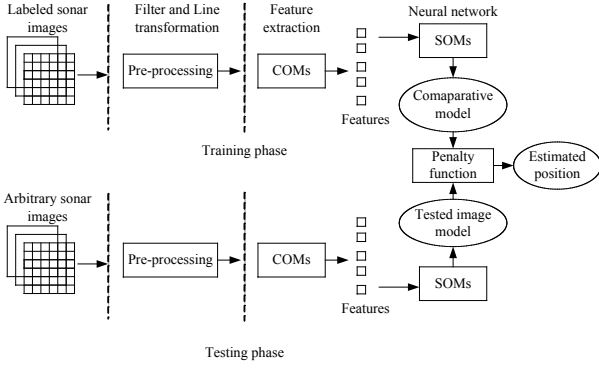 Labeled sonar
images
Filter and Line
transformation
Feature
extraction
Neural network
Pre-processing
COMs
SOMs
Features
Comaparative
model
Training phase
Penalty
function
Estimated
position
Arbitrary sonar
images
Tested image
model
Pre-processing
COMs
SOMs
Features
Testing phase